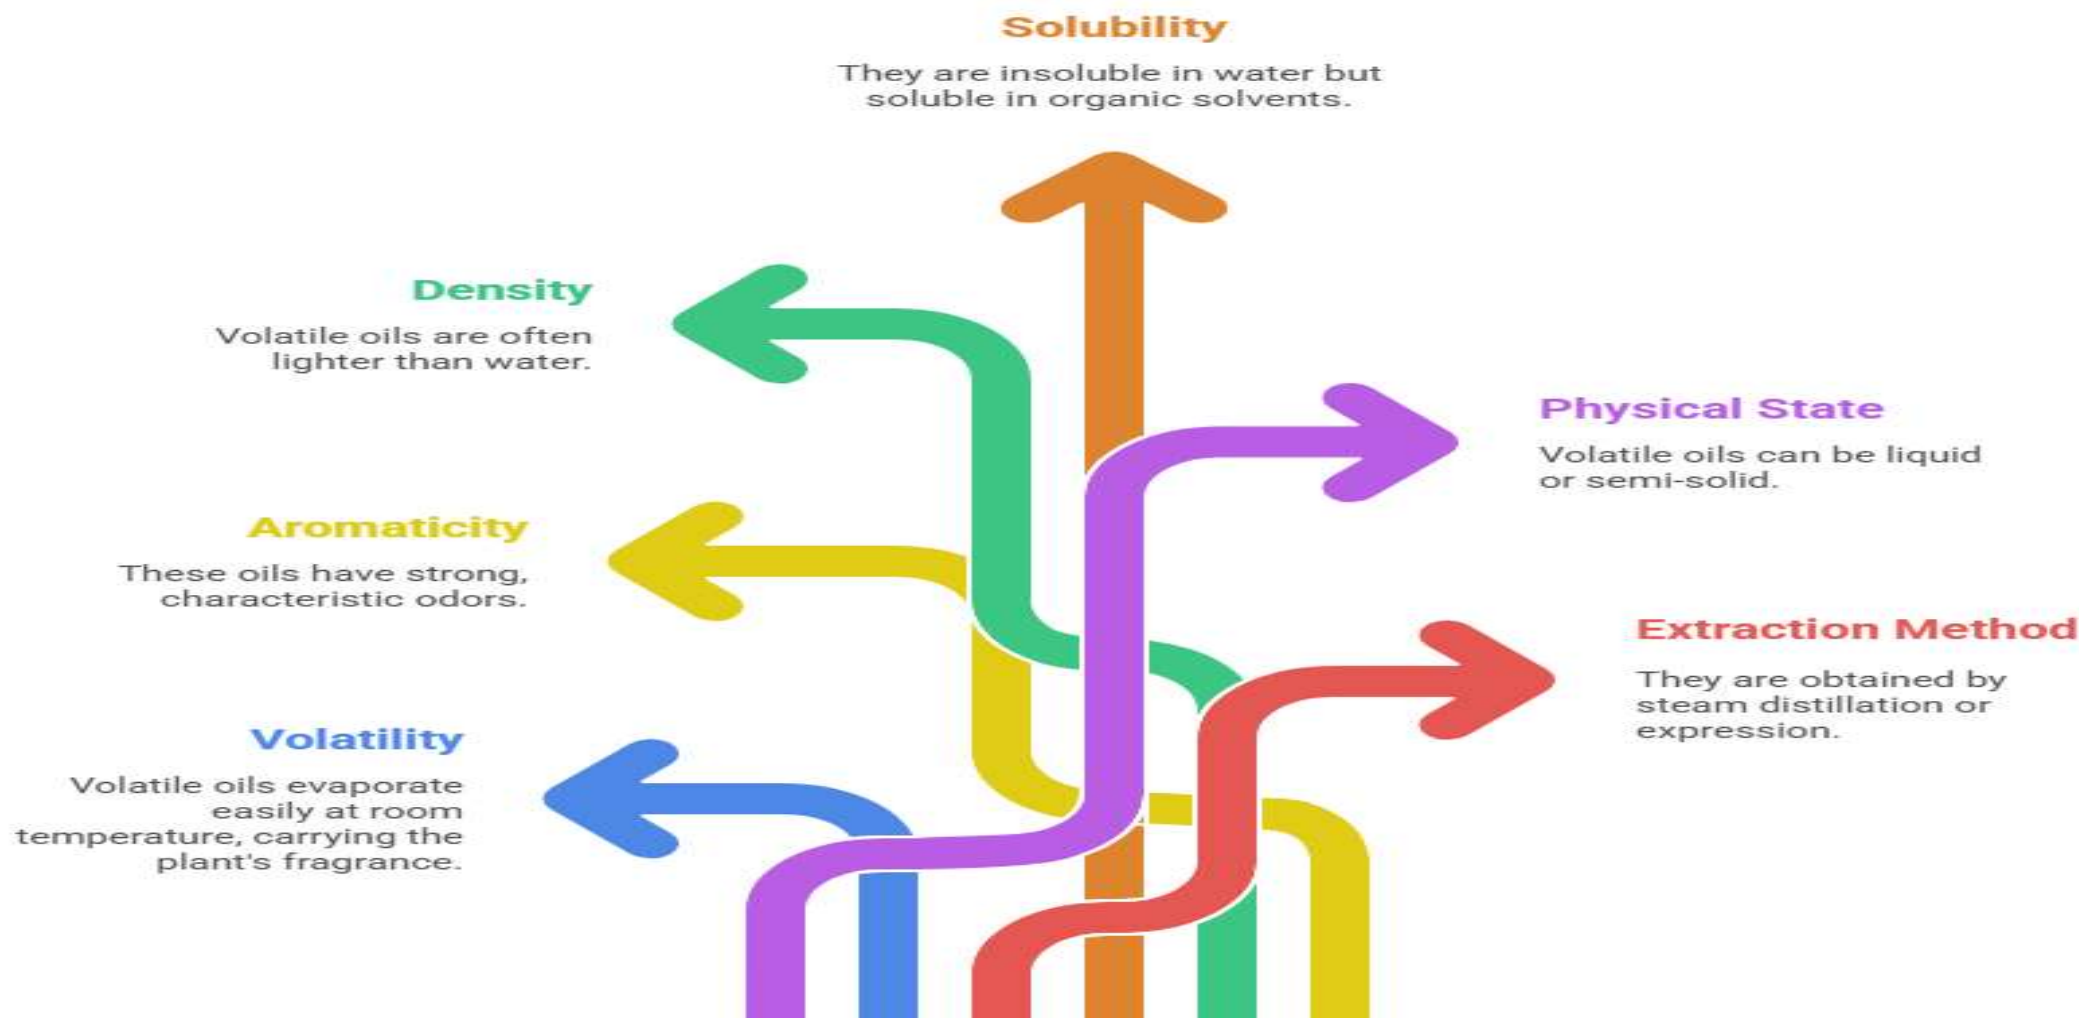 Solubility
They are insoluble in water but
soluble in organic solvents.
Density
Volatile oils are often
lighter than water.
Physical State
Volatile oils can be liquid
or semi-solid.
Aromaticity
These oils have strong,
characteristic odors.
Extraction Method
They are obtained by
steam distillation or
expression.
Volatility
Volatile oils evaporate
easily at room
temperature, carrying the
plant's fragrance.